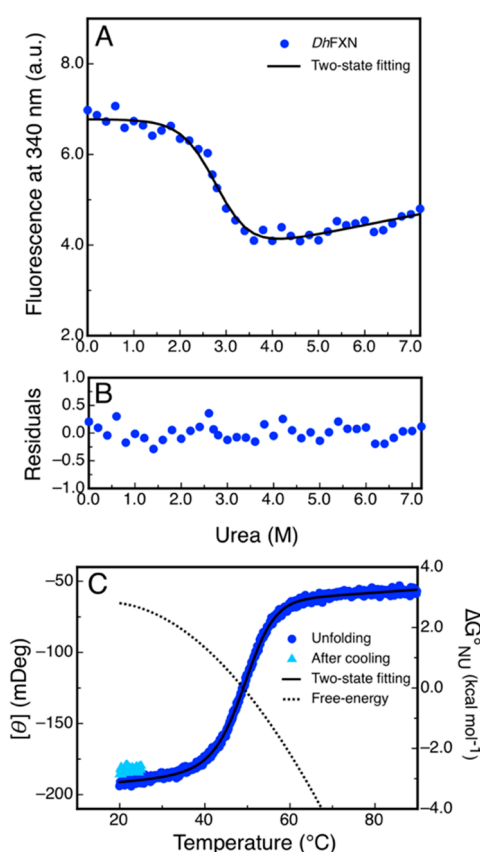 A
DhFXN
Two-state fitting
Fluorescence at 340 nm (a.u.)
8.0
6.0
4.0
2.0
0.0 1.0 2.0 3.0 4.0 5.0 6.0 7.0
B
Residuals
1.0
0.5
0.0
−0.5
−1.0
0.0 1.0 2.0 3.0 4.0 5.0 6.0 7.0
Urea (M)
C
[θ] (mDeg)
−50
−100
−150
−200
Unfolding
After cooling
Two-state fitting
Free-energy
4.0
2.0
0.0
−2.0
−4.0
ΔG°NU (kcal mol-1)
20 40 60 80
Temperature (°C)